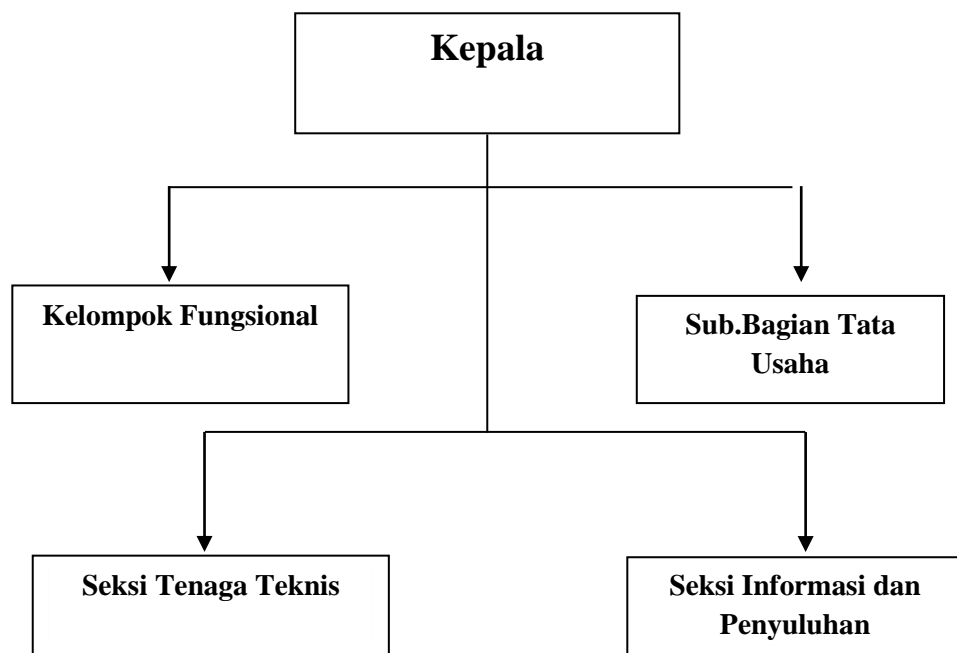 Kepala
Kelompok Fungsional
Sub.Bagian Tata
Usaha
Seksi Tenaga Teknis
Seksi Informasi dan
Penyuluhan